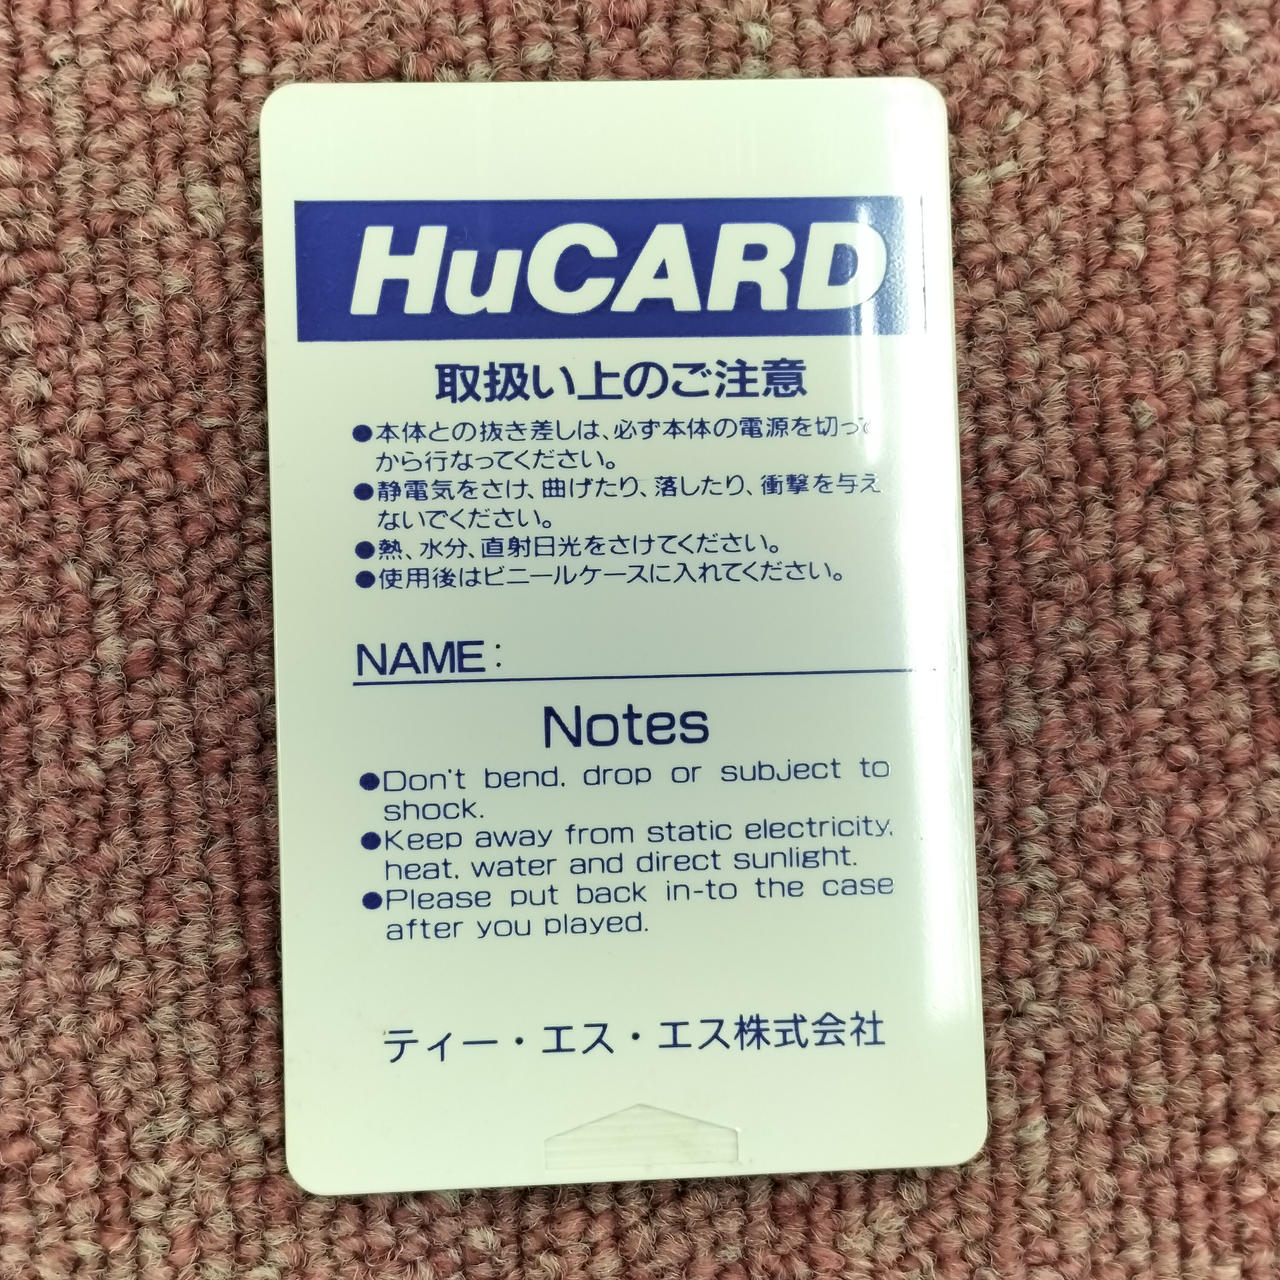 HuCARD
取扱い上のご注意
●本体との抜き差しは、必ず本体の電源を切って
から行なってください。
●静電気をさけ、曲げたり、落したり、衝撃を与え
ないでください。
●熱、水分、直射日光をさけてください。
●使用後はビニールケースに入れてください。
NAME:
Notes
●Don't bend, drop or subject to
shock.
●Keep away from static electricity,
heat, water and direct sunlight.
●Please put back in-to the case
after you played.
ティー・エス・エス株式会社